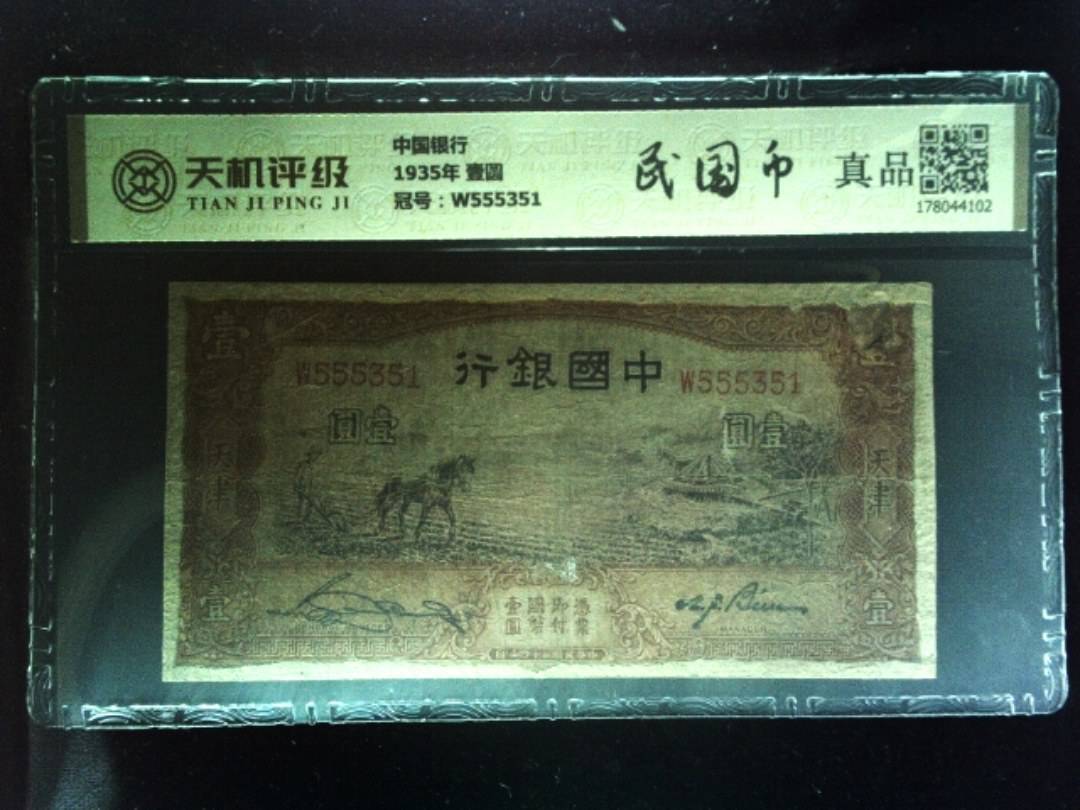 天机评级
TIAN JI PING JI
中国银行
1935年 壹圆
冠号：W555351
民国币
真品
178044102
行銀國中
W555351
W555351
圓壹
圓壹
壹
天津
天津
壹
壹
憑票
即付
國幣
壹圓